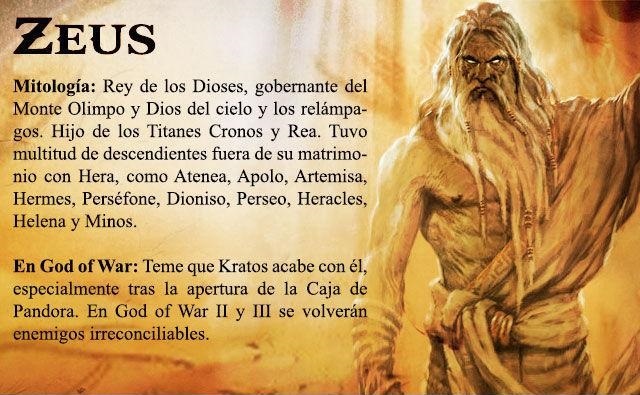 ZEUS
Mitología: Rey de los Dioses, gobernante del
Monte Olimpo y Dios del cielo y los relámpa-
gos. Hijo de los Titanes Cronos y Rea. Tuvo
multitud de descendientes fuera de su matrimo-
nio con Hera, como Atenea, Apolo, Artemisa,
Hermes, Perséfone, Dioniso, Perseo, Heracles,
Helena y Minos.
En God of War: Teme que Kratos acabe con él,
especialmente tras la apertura de la Caja de
Pandora. En God of War II y III se volverán
enemigos irreconciliables.